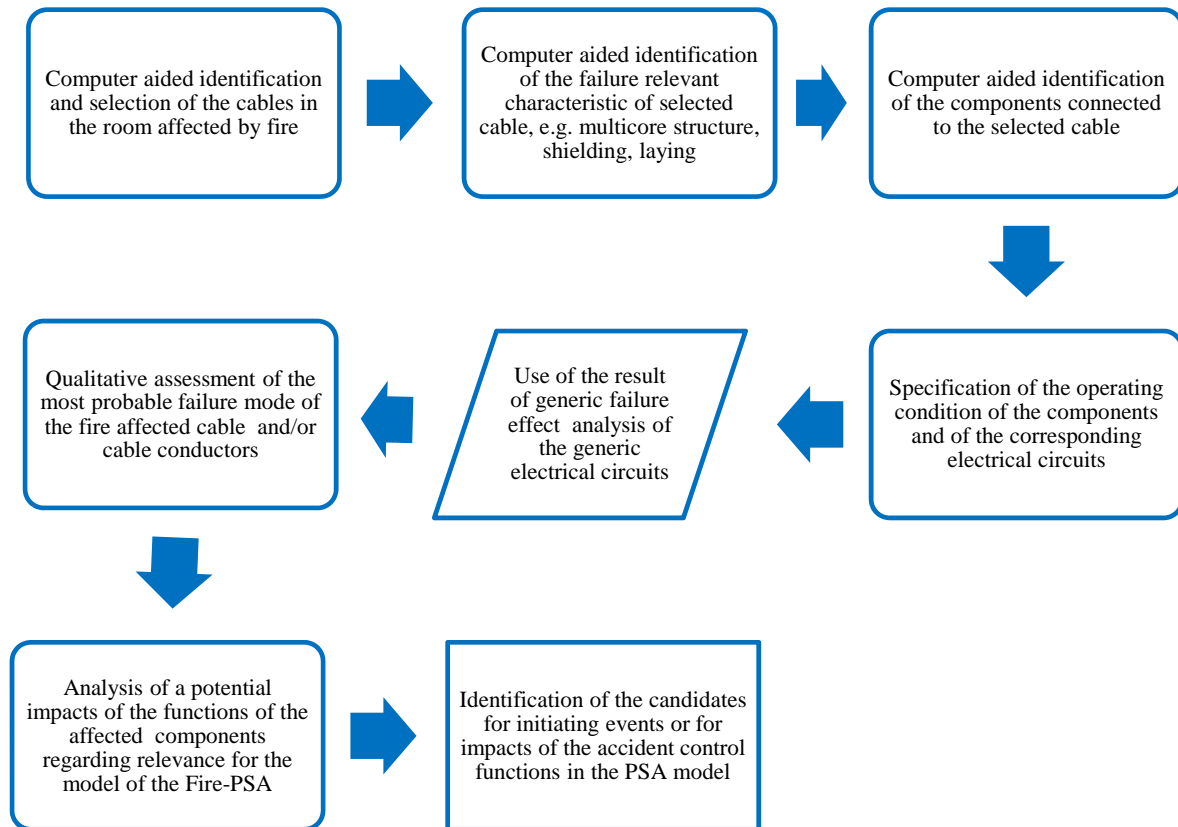 Computer aided identification
and selection of the cables in
the room affected by fire
Computer aided identification
of the failure relevant
characteristic of selected
cable, e.g. multicore structure,
shielding, laying
Computer aided identification
of the components connected
to the selected cable
Specification of the operating
condition of the components
and of the corresponding
electrical circuits
Use of the result
of generic failure
effect analysis of
the generic
electrical circuits
Qualitative assessment of the
most probable failure mode of
the fire affected cable and/or
cable conductors
Analysis of a potential
impacts of the functions of the
affected components
regarding relevance for the
model of the Fire-PSA
Identification of the candidates
for initiating events or for
impacts of the accident control
functions in the PSA model